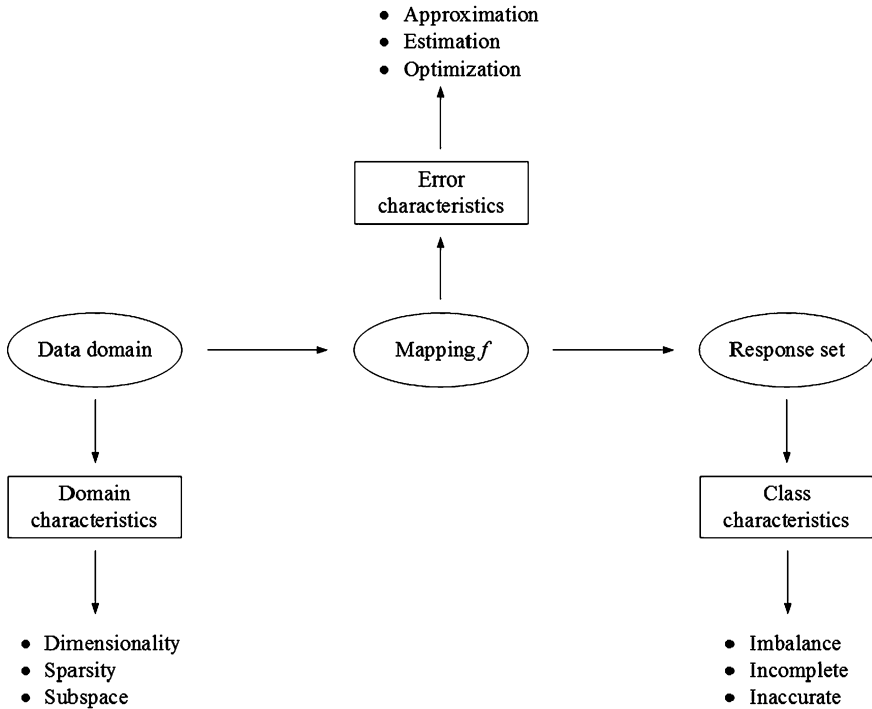 ● Approximation
● Estimation
● Optimization
Error
characteristics
Data domain
Mapping f
Response set
Domain
characteristics
Class
characteristics
● Dimensionality
● Sparsity
● Subspace
● Imbalance
● Incomplete
● Inaccurate